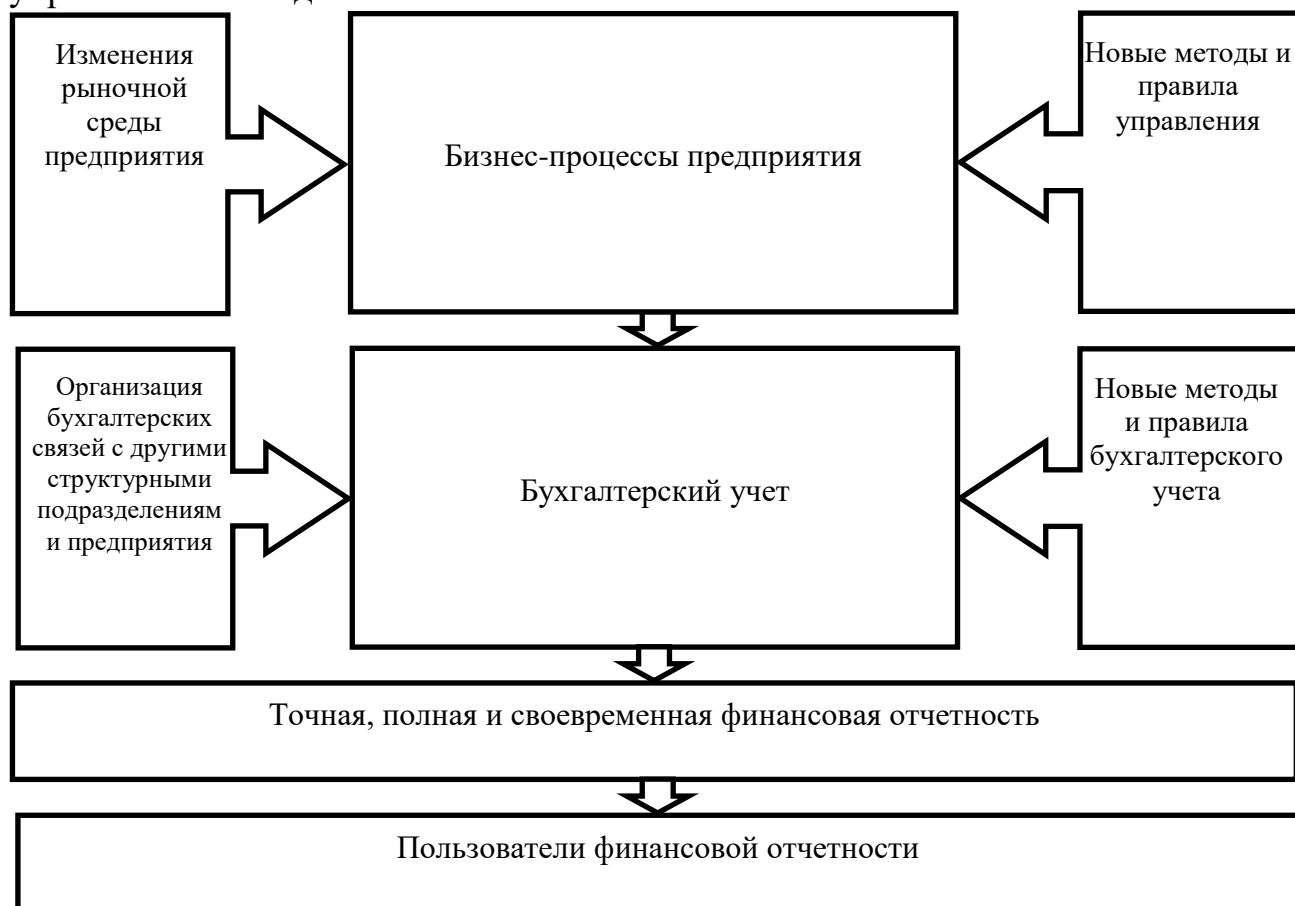 Изменения
рыночной
среды
предприятия
Бизнес-процессы предприятия
Новые методы и
правила
управления
Организация
бухгалтерских
связей с другими
структурными
подразделениям
и предприятия
Бухгалтерский учет
Новые методы
и правила
бухгалтерского
учета
Точная, полная и своевременная финансовая отчетность
Пользователи финансовой отчетности